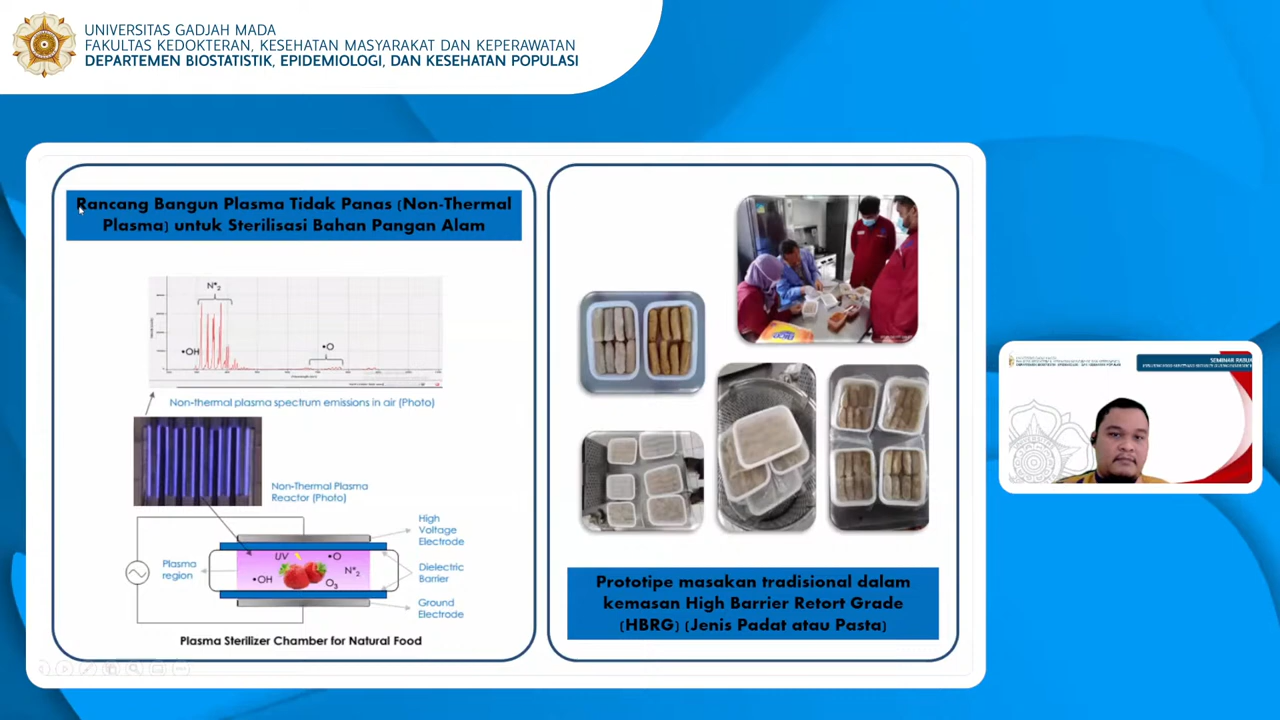 UNIVERSITAS GADJAH MADA
FAKULTAS KEDOKTERAN, KESEHATAN MASYARAKAT DAN KEPERAWATAN
DEPARTEMEN BIOSTATISTIK, EPIDEMIOLOGI, DAN KESEHATAN POPULASI
Rancang Bangun Plasma Tidak Panas (Non-Thermal
Plasma) untuk Sterilisasi Bahan Pangan Alam
N*2
•OH
•O
Non-thermal plasma spectrum emissions in air (Photo)
Non-Thermal Plasma
Reactor (Photo)
High
Voltage
Electrode
Plasma
region
UV
•O
•OH
N*2
O3
Dielectric
Barrier
Ground
Electrode
Plasma Sterilizer Chamber for Natural Food
Prototipe masakan tradisional dalam
kemasan High Barrier Retort Grade
(HBRG) (Jenis Padat atau Pasta)